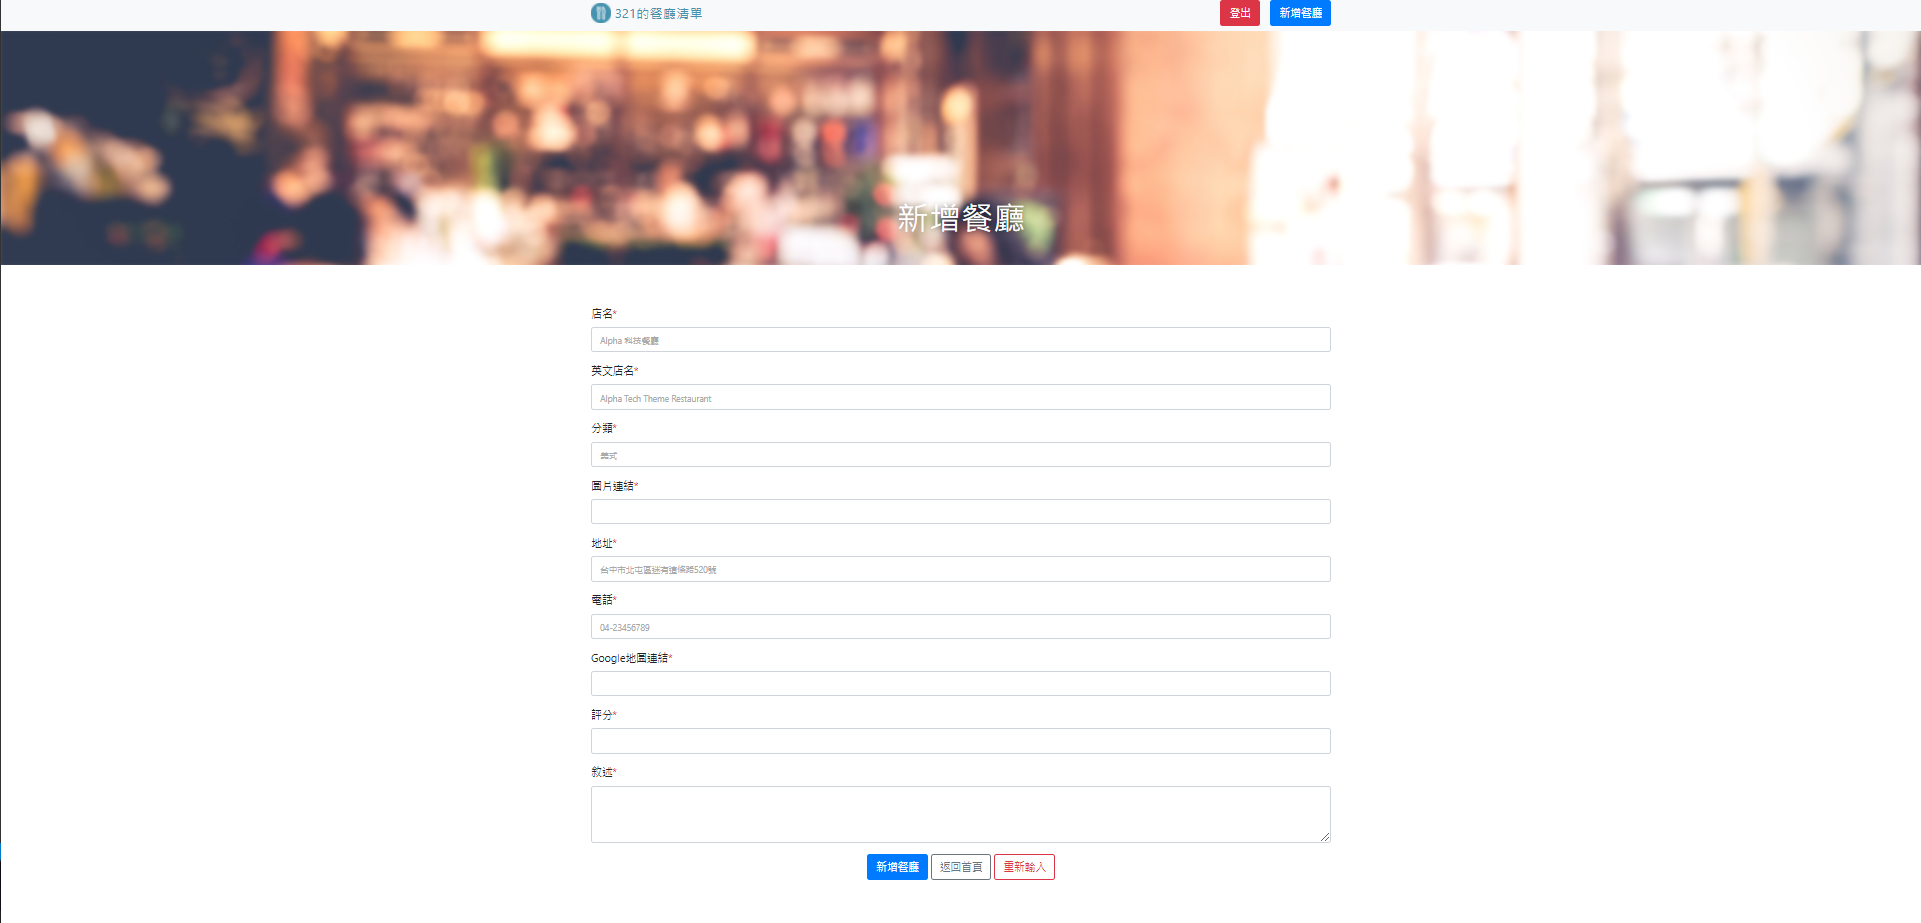 321的餐廳清單
登出
新增餐廳
新增餐廳
店名*
Alpha 科技餐廳
英文店名*
Alpha Tech Theme Restaurant
分類*
美式
圖片連結*
地址*
台中市北屯區迷有這條路520號
電話*
04-23456789
Google地圖連結*
評分*
敘述*
新增餐廳
返回首頁
重新輸入